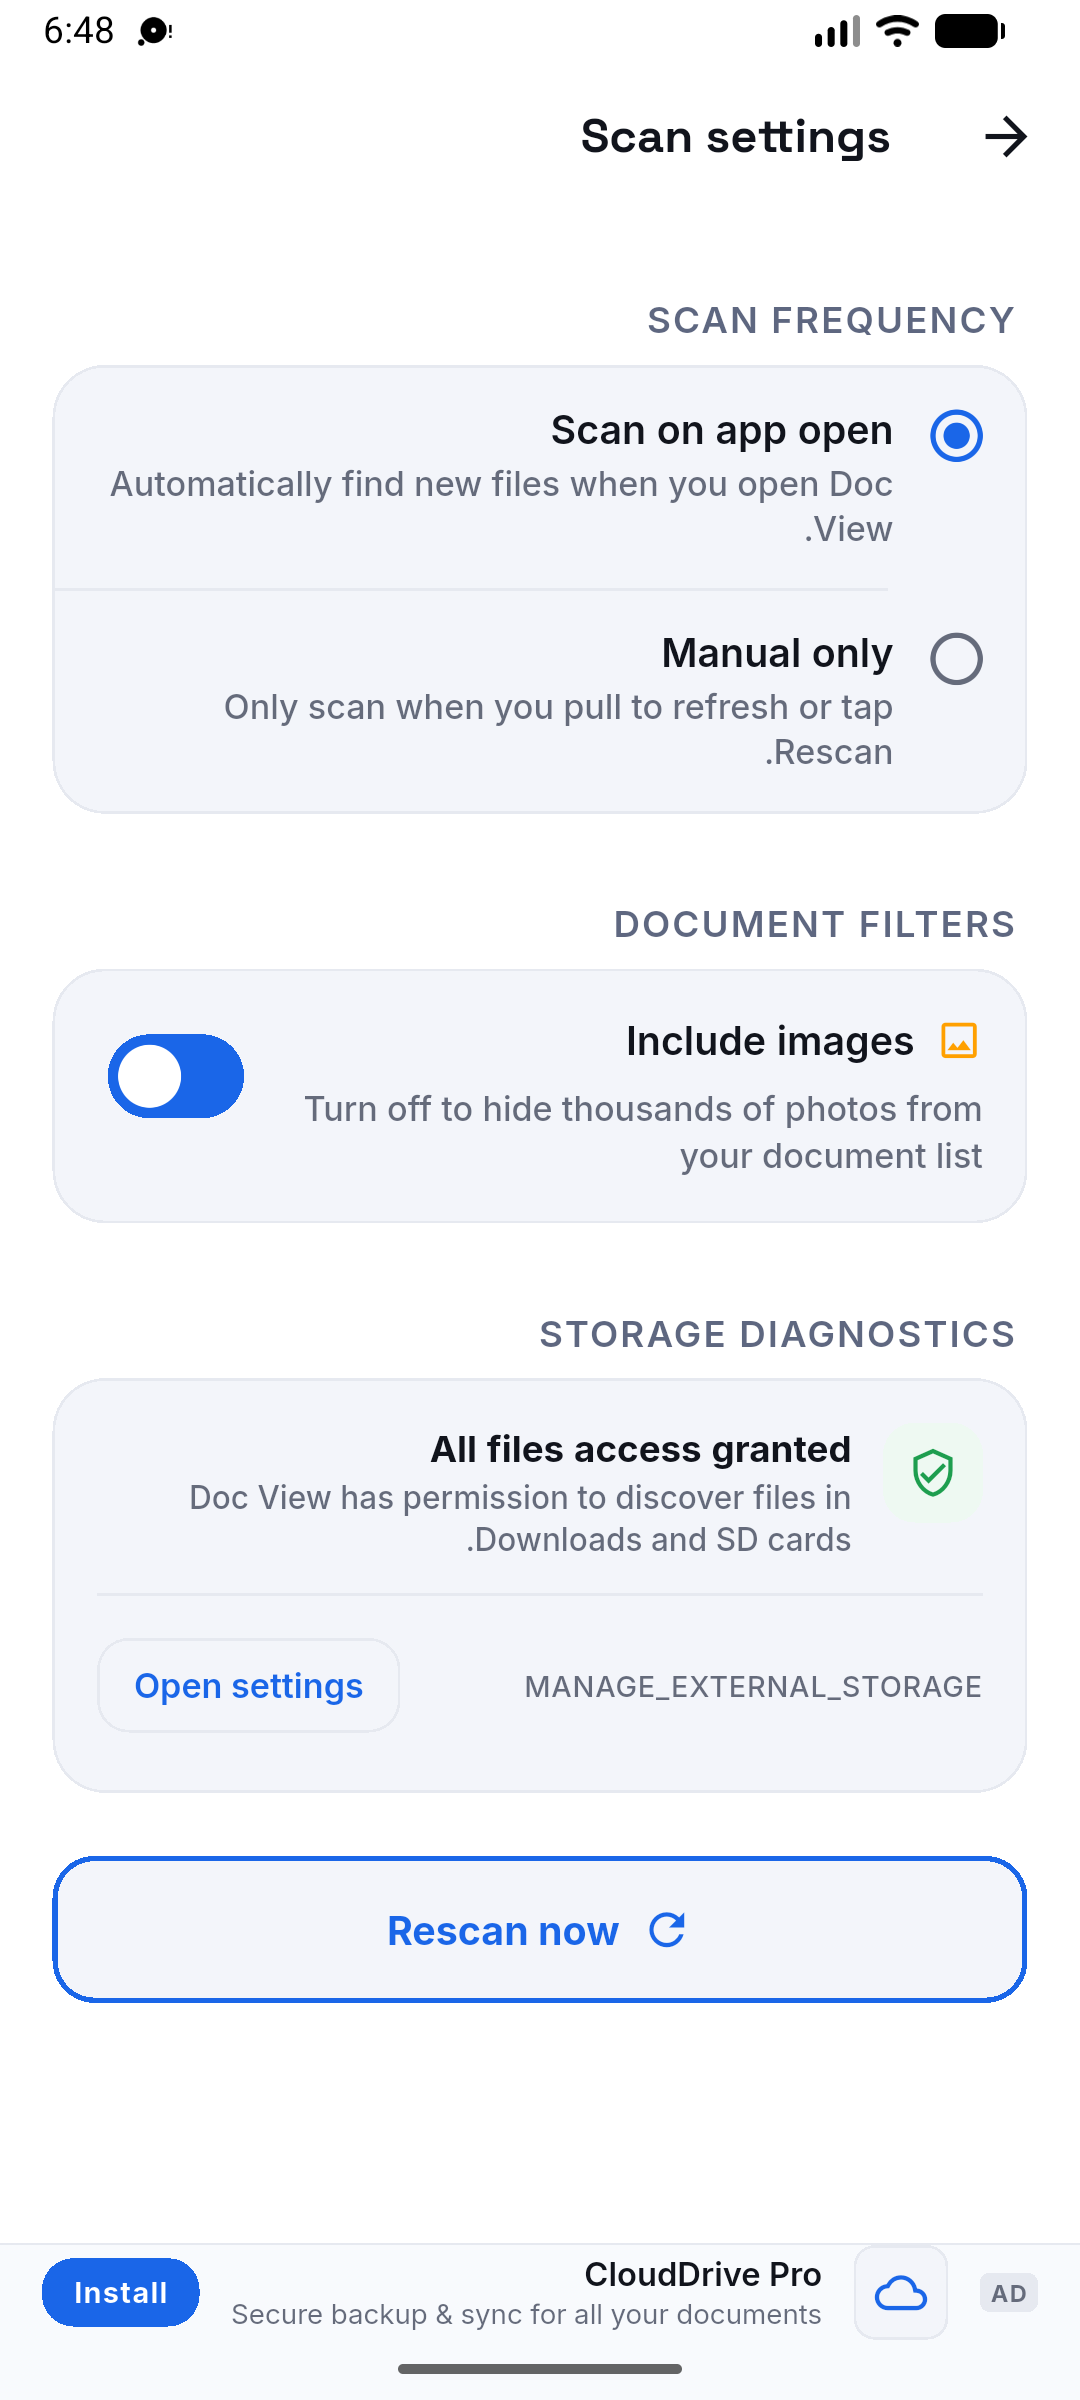 6:48
Scan settings
SCAN FREQUENCY
Scan on app open
Automatically find new files when you open Doc
.View
Manual only
Only scan when you pull to refresh or tap
.Rescan
DOCUMENT FILTERS
Include images
Turn off to hide thousands of photos from
your document list
STORAGE DIAGNOSTICS
All files access granted
Doc View has permission to discover files in
.Downloads and SD cards
MANAGE_EXTERNAL_STORAGE
Open settings
Rescan now
AD
CloudDrive Pro
Secure backup & sync for all your documents
Install